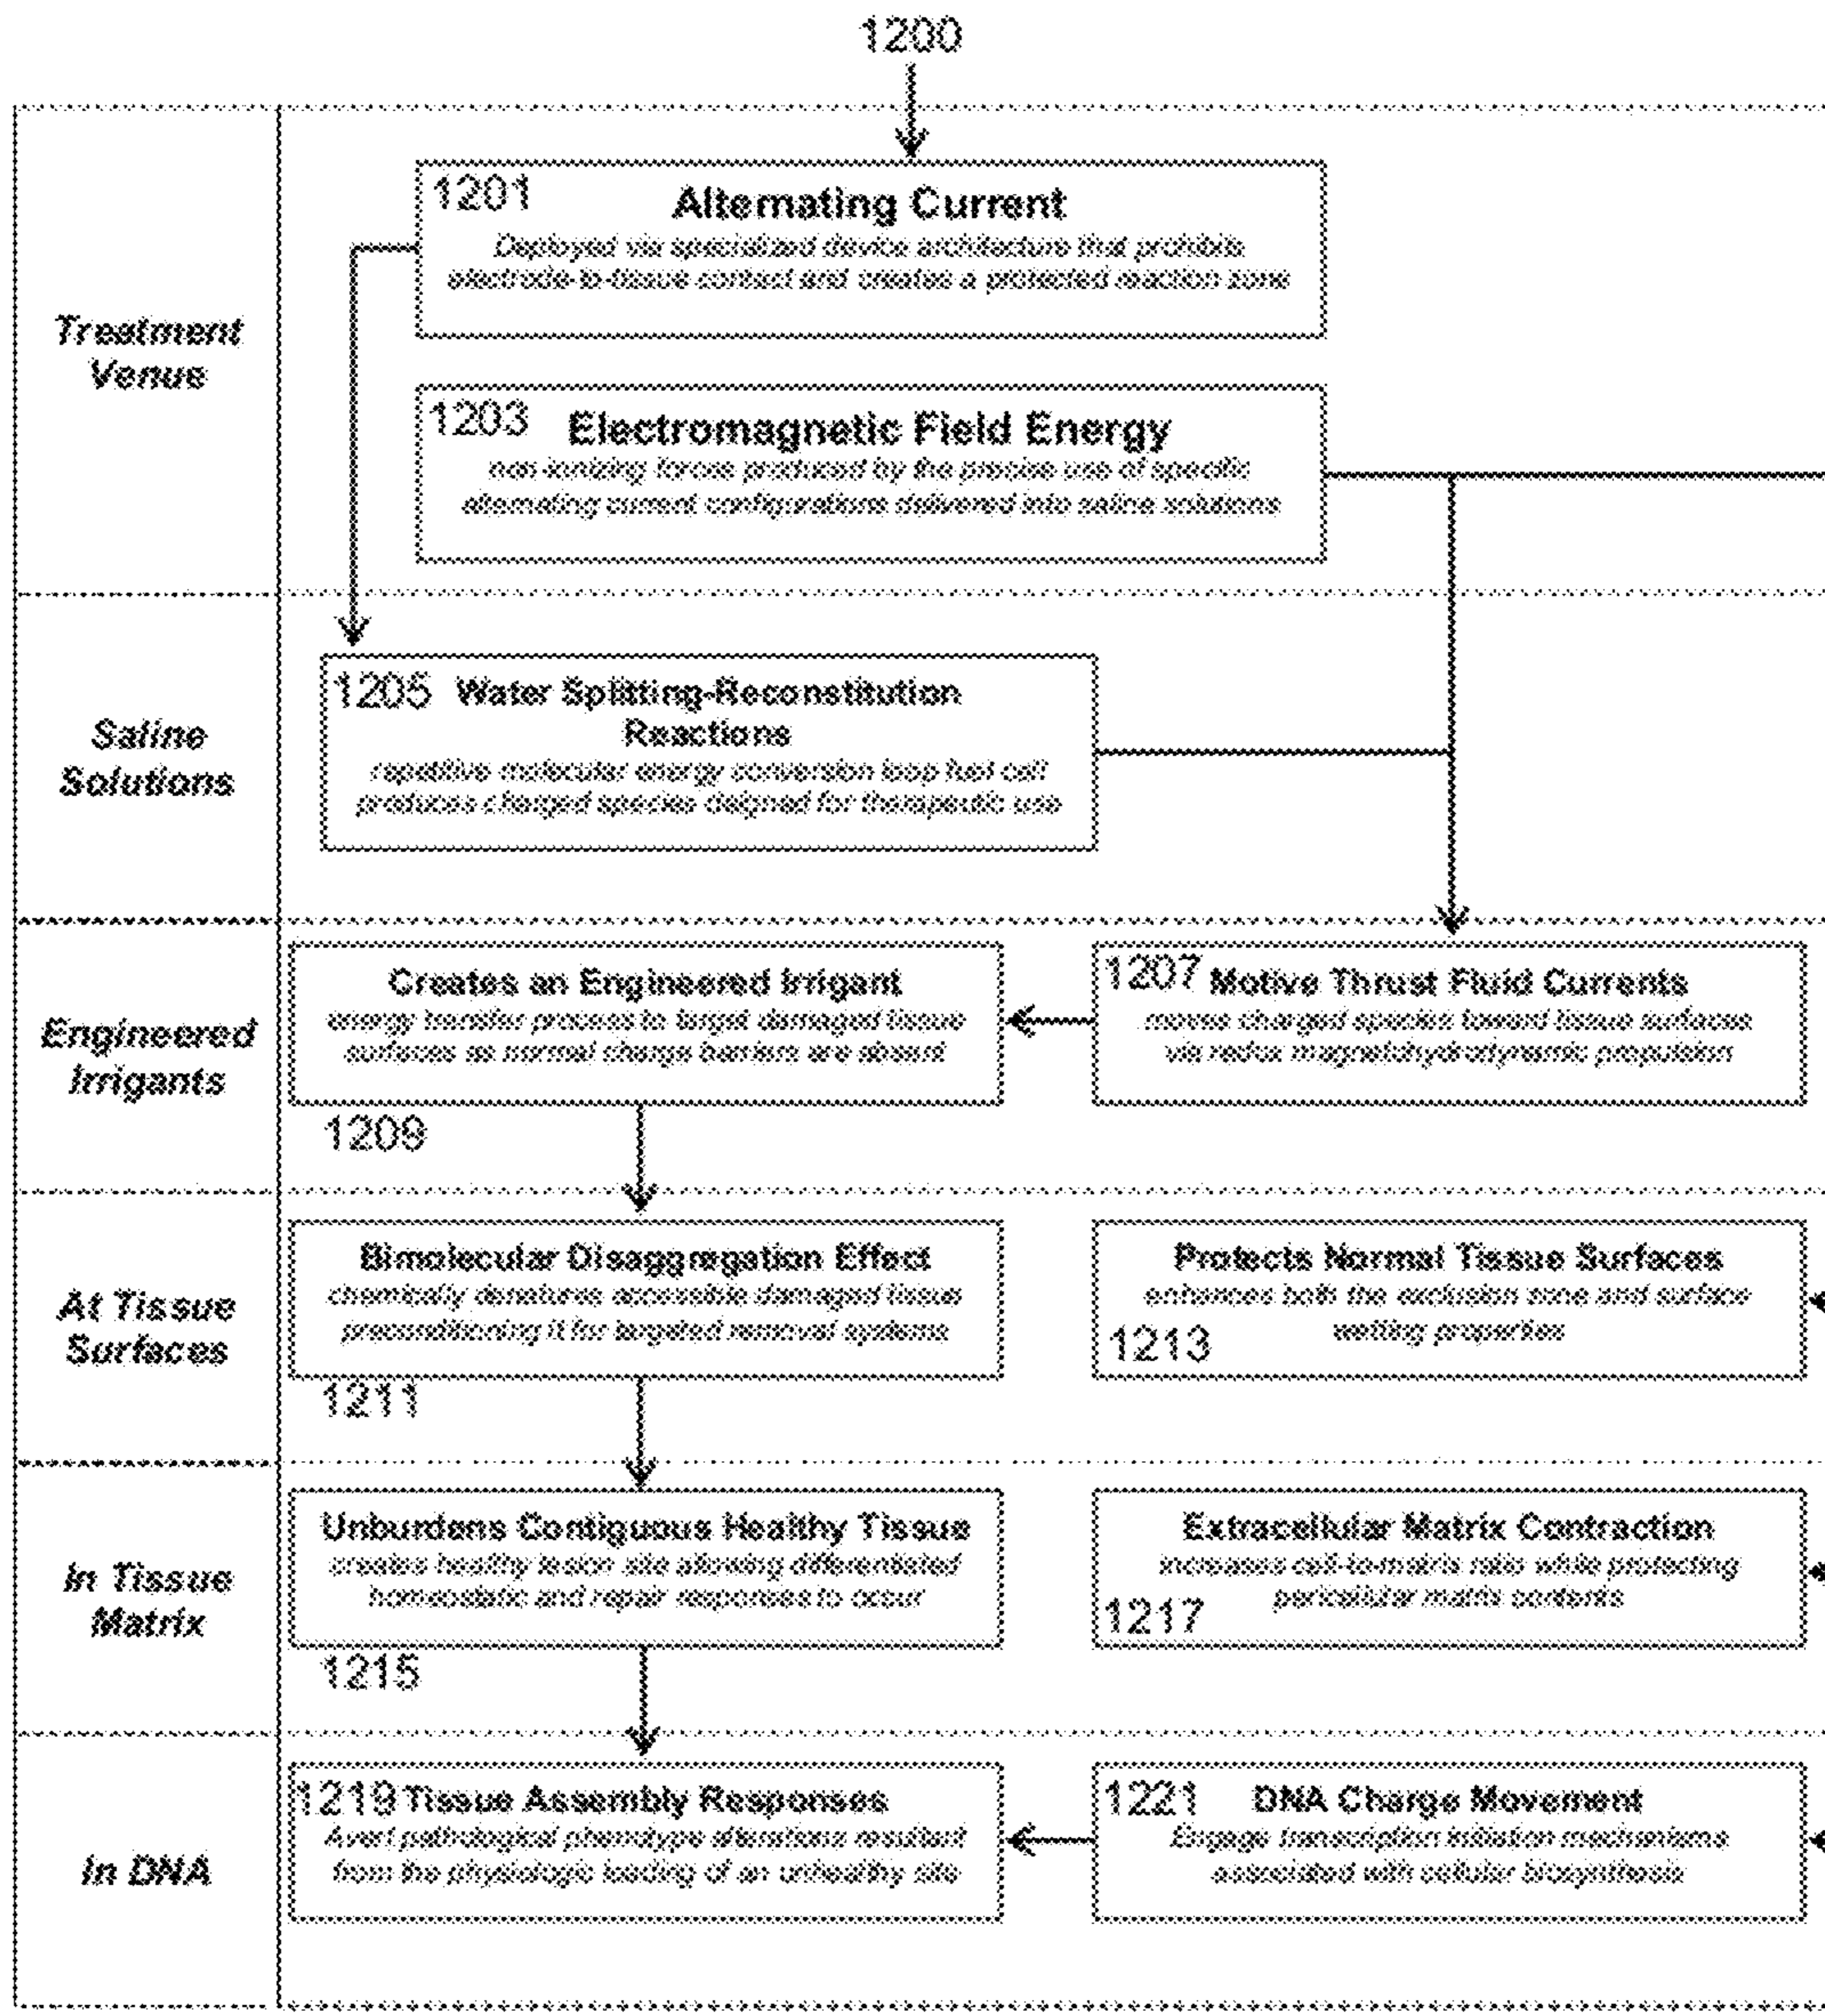 1200
Treatment
Venue
1201
Alternating Current
Deployed via specialized device architecture that prohibits
electrode-to-tissue contact and creates a protected reaction zone
1203
Electromagnetic Field Energy
non-ionizing forces produced by the precise use of specific
alternating current configurations delivered into saline solutions
Saline
Solutions
1205 Water Splitting-Reconstitution
Reactions
repetitive molecular energy conversion loop fuel cell
produces charged species deigned for therapeutic use
Engineered
Irrigants
Creates an Engineered Irrigant
energy transfer process to target damaged tissue
surfaces as normal charge barriers are absent
1209
1207 Motive Thrust Fluid Currents
moves charged species toward tissue surfaces
via redox magnetohydrodynamic propulsion
At Tissue
Surfaces
Bimolecular Disaggregation Effect
chemically denatures accessible damaged tissue
preconditioning it for targeted removal systems
1211
Protects Normal Tissue Surfaces
enhances both the exclusion zone and surface
wetting properties
1213
In Tissue
Matrix
Unburdens Contiguous Healthy Tissue
creates healthy lesion site allowing differentiated
homeostatic and repair responses to occur
1215
Extracellular Matrix Contraction
increases cell-to-matrix ratio while protecting
pericellular matrix contents
1217
In DNA
1219 Tissue Assembly Responses
Avert pathological phenotype alterations resultant
from the physiologic loading of an unhealthy site
1221 DNA Charge Movement
Engage transcription initiation mechanisms
associated with cellular biosynthesis